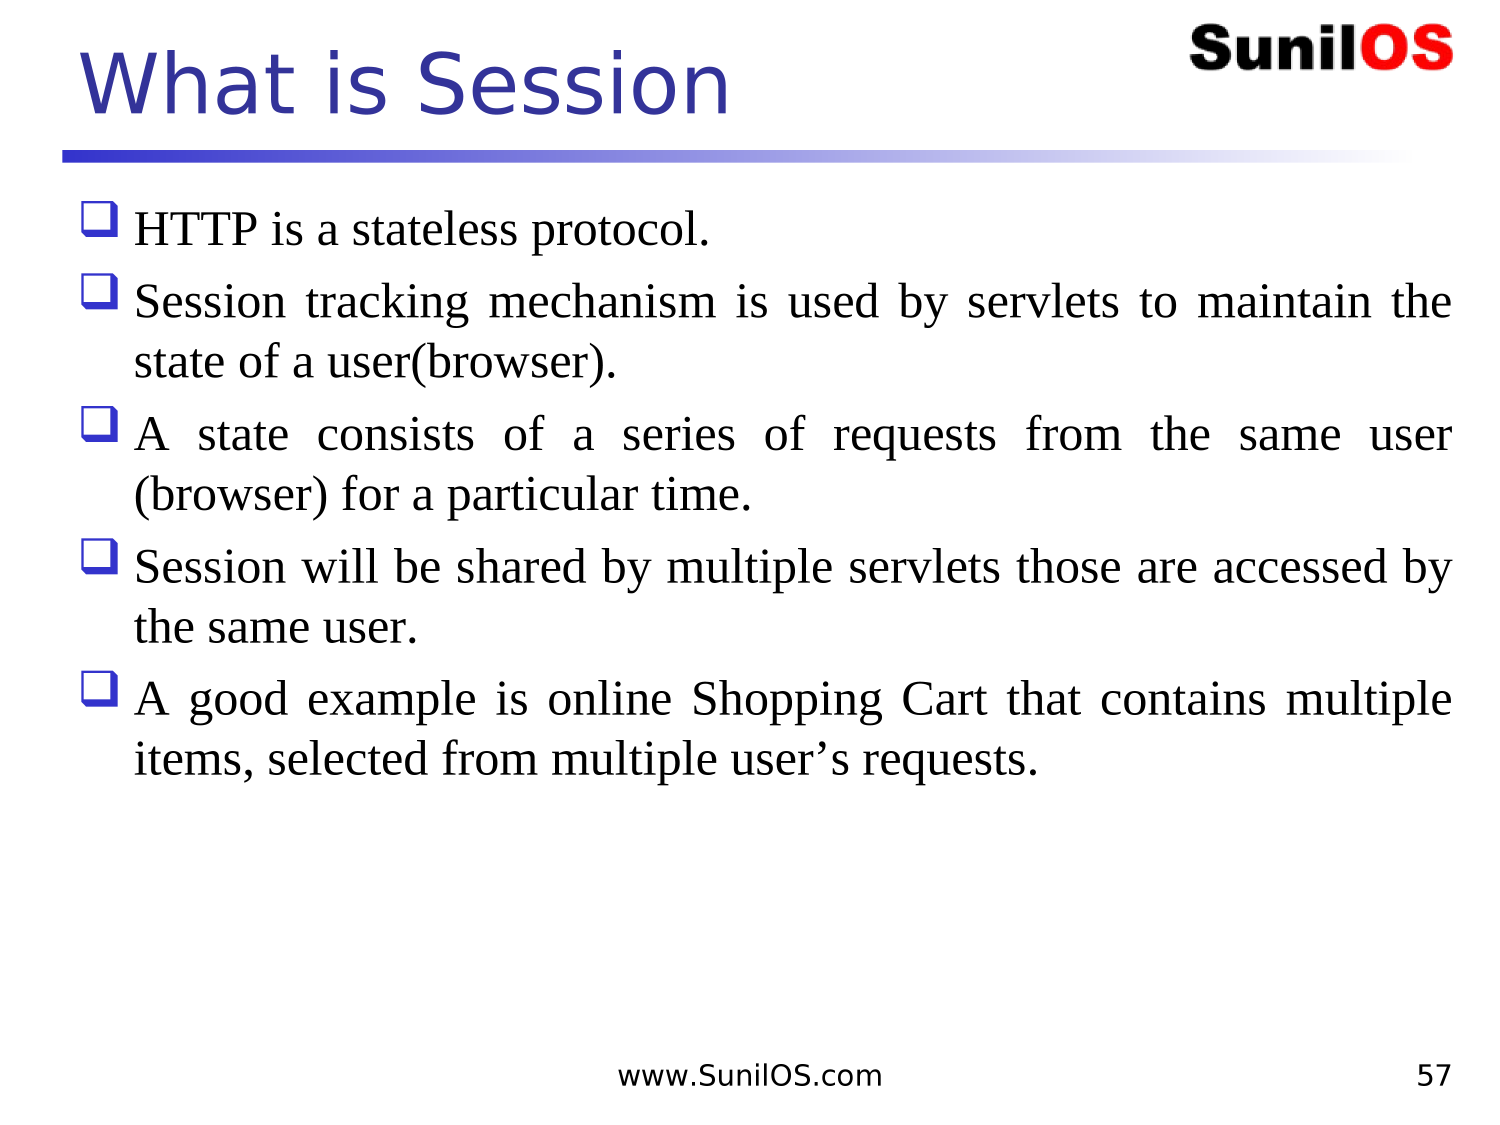 What is Session
SunilOS
HTTP is a stateless protocol.
Session tracking mechanism is used by servlets to maintain the
state of a user(browser).
A state consists of a series of requests from the same user
(browser) for a particular time.
Session will be shared by multiple servlets those are accessed by
the same user.
A good example is online Shopping Cart that contains multiple
items, selected from multiple user’s requests.
www.SunilOS.com
57